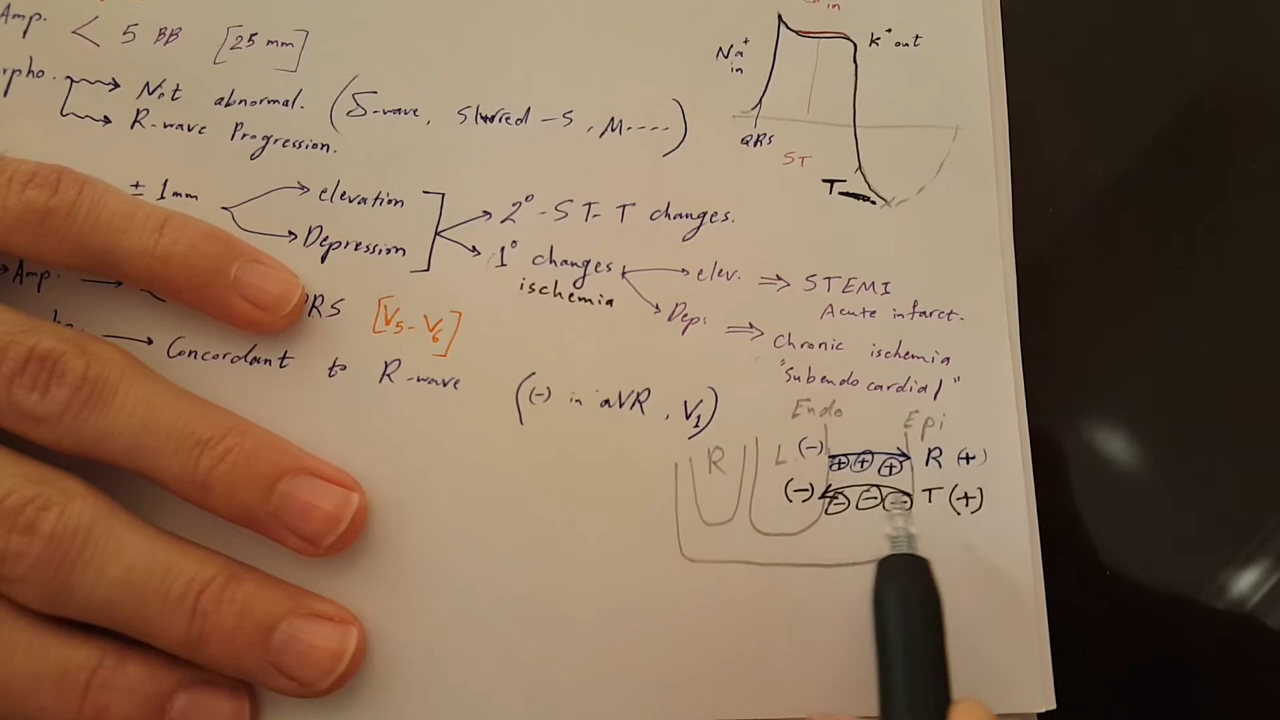 Amp. < 5 BB [25 mm]
Not abnormal. (δ-wave, slurred-S, M....)
R-wave Progression.
± 1mm
elevation
Depression
2°-ST-T changes.
1° changes
ischemia
elev. ⇒ STEMI
Acute infarct.
Dep. ⇒ Chronic ischemia
"Subendocardial"
Amp.
[V5-V6]
Concordant to R-wave (-) in aVR, V1)
in
Na+
in
K+ out
QRS
ST
T
Endo
Epi
R
L
(-)
+ + +
R (+)
(-)
- - -
T (+)